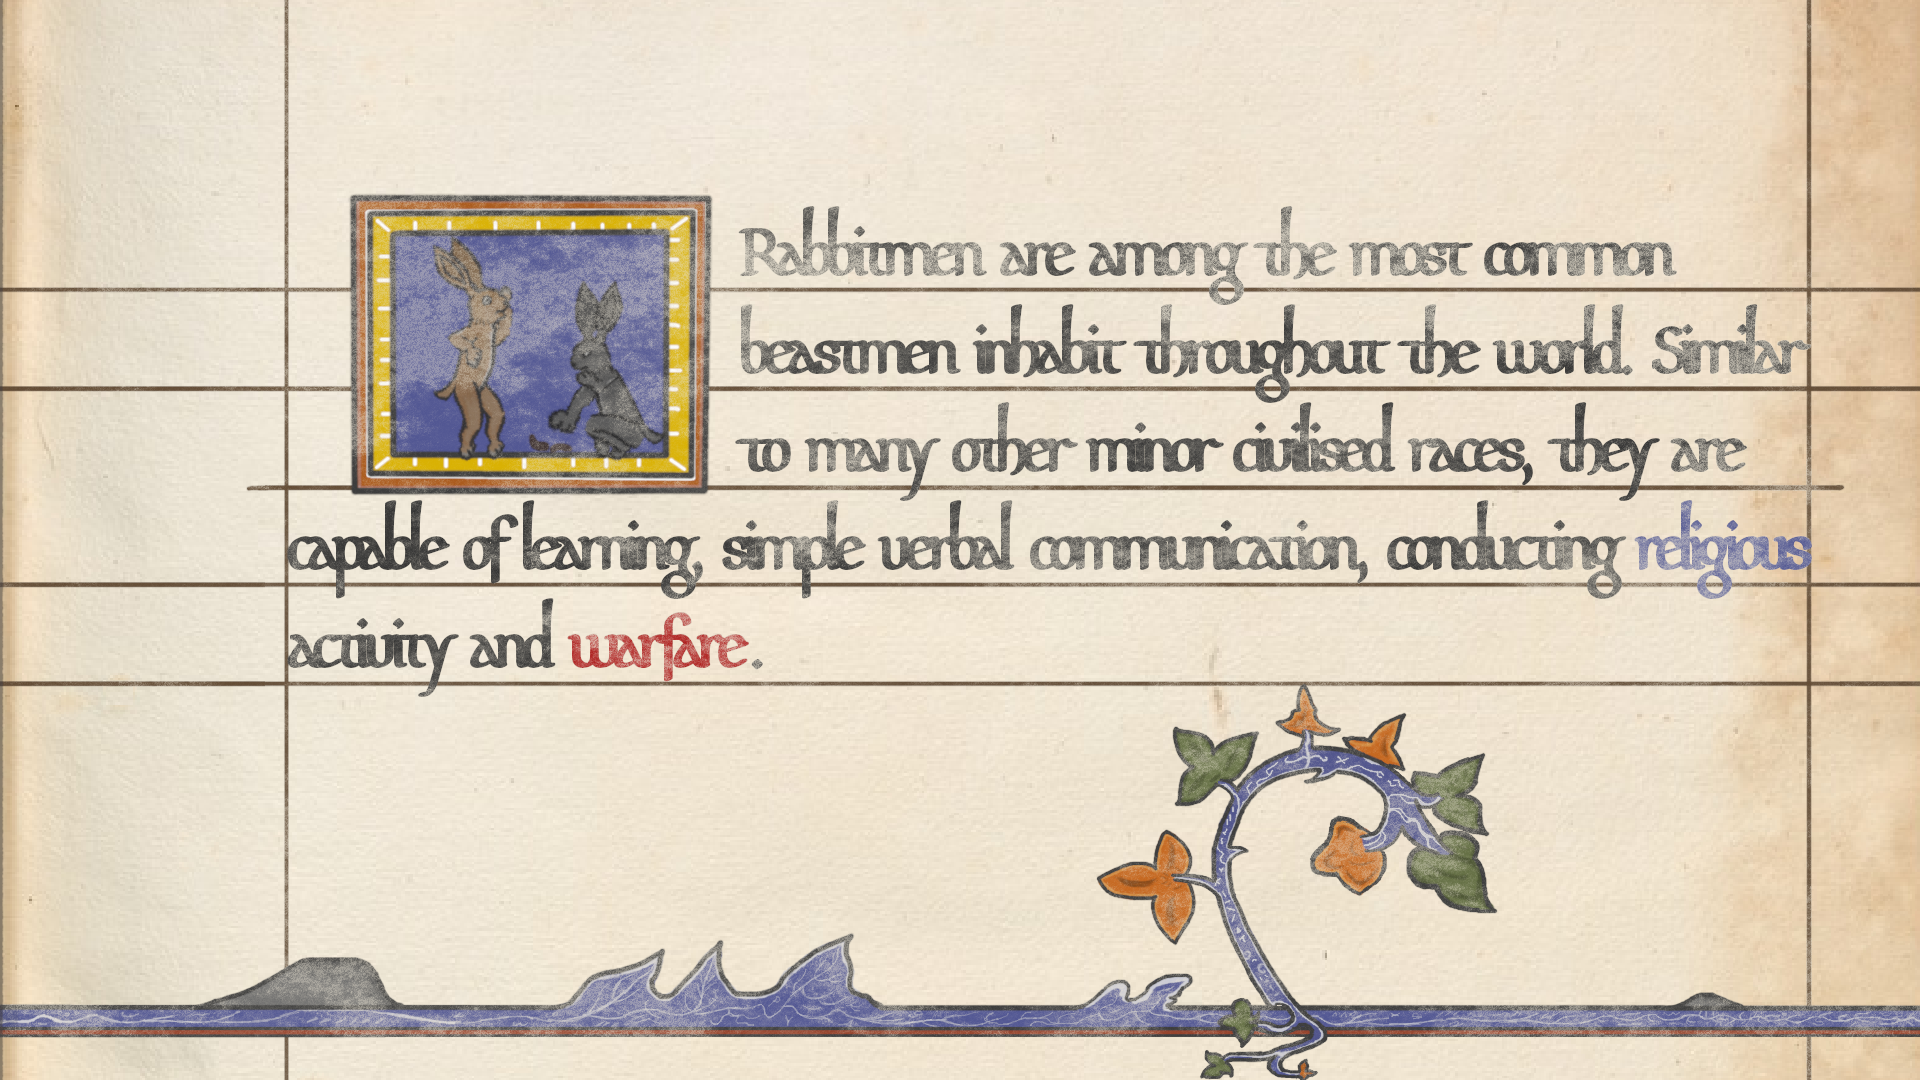 Rabbitmen are among the most common
beastmen inhabit throughout the world. Similar
to many other minor civilised races, they are
capable of learning, simple verbal communication, conducting religious
activity and warfare.